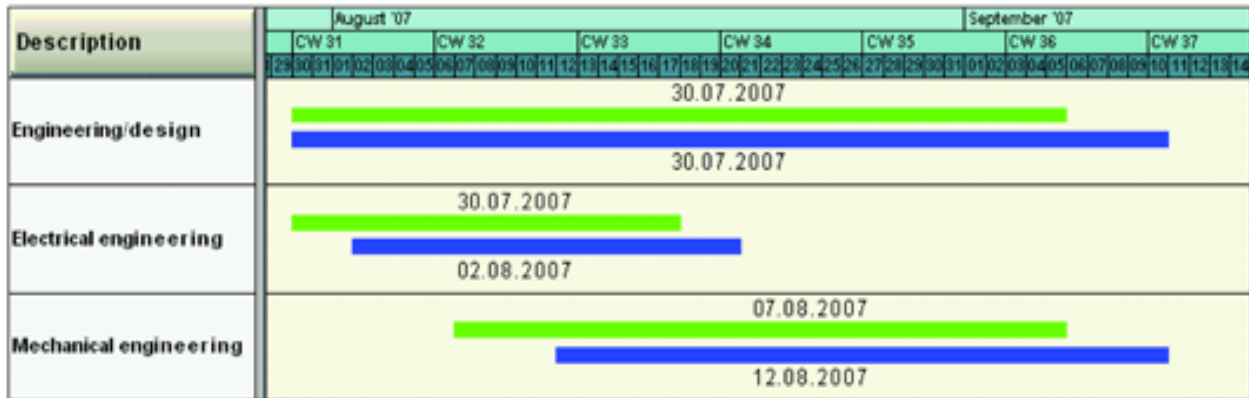 Description
August '07 September '07
CW 31 CW 32 CW 33 CW 34 CW 35 CW 36 CW 37
29 30 31 01 02 03 04 05 06 07 08 09 10 11 12 13 14 15 16 17 18 19 20 21 22 23 24 25 26 27 28 29 30 31 01 02 03 04 05 06 07 08 09 10 11 12 13 14
30.07.2007
Engineering/design
30.07.2007
30.07.2007
Electrical engineering
02.08.2007
07.08.2007
Mechanical engineering
12.08.2007